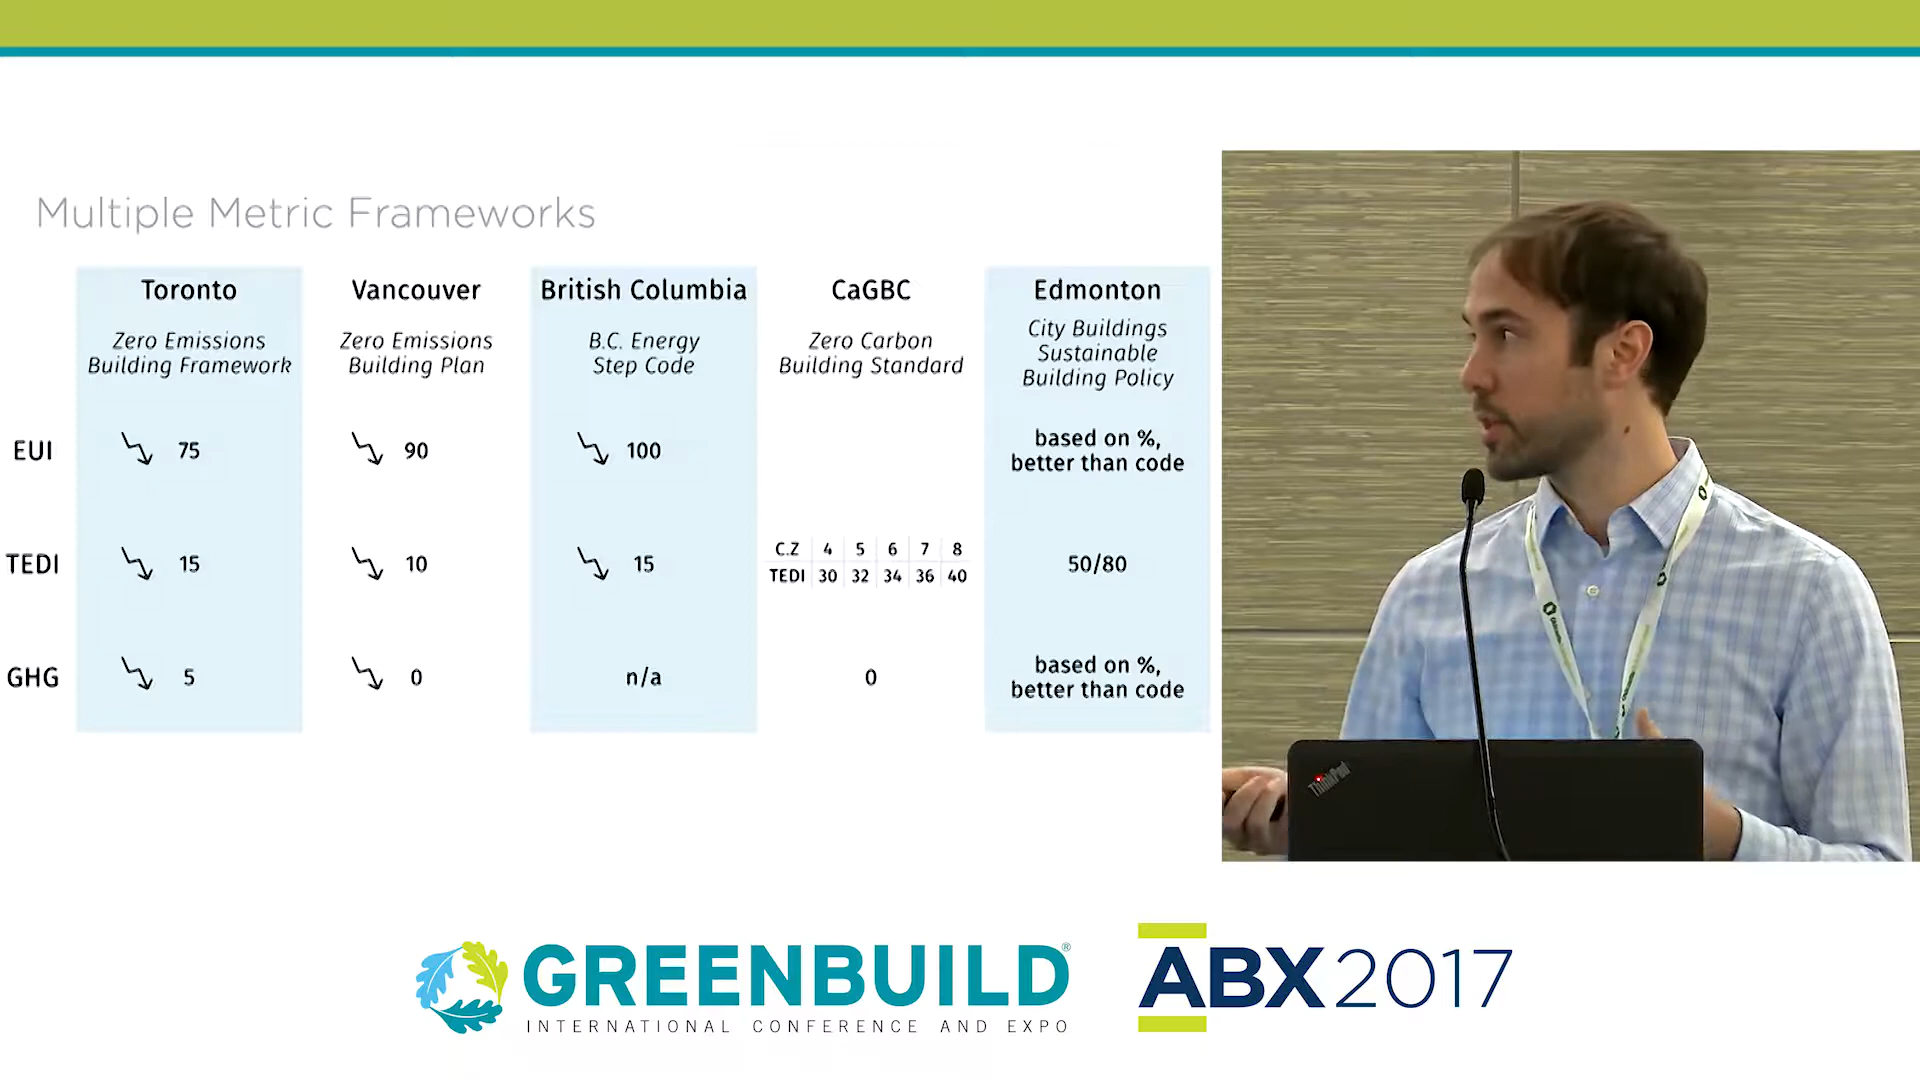 Multiple Metric Frameworks
Toronto
Vancouver
British Columbia
CaGBC
Edmonton
Zero Emissions
Building Framework
Zero Emissions
Building Plan
B.C. Energy
Step Code
Zero Carbon
Building Standard
City Buildings
Sustainable
Building Policy
EUI
75
90
100
based on %,
better than code
TEDI
15
10
15
C.Z 4 5 6 7 8
TEDI 30 32 34 36 40
50/80
GHG
5
0
n/a
0
based on %,
better than code
ThinkPad
GREENBUILD®
INTERNATIONAL CONFERENCE AND EXPO
ABX2017